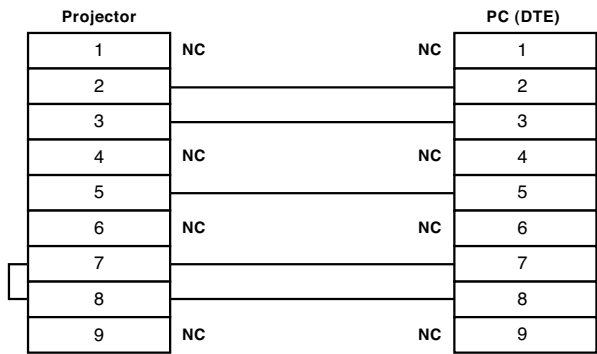 Projector PC (DTE)
1 NC NC 1
2 2
3 3
4 NC NC 4
5 5
6 NC NC 6
7 7
8 8
9 NC NC 9